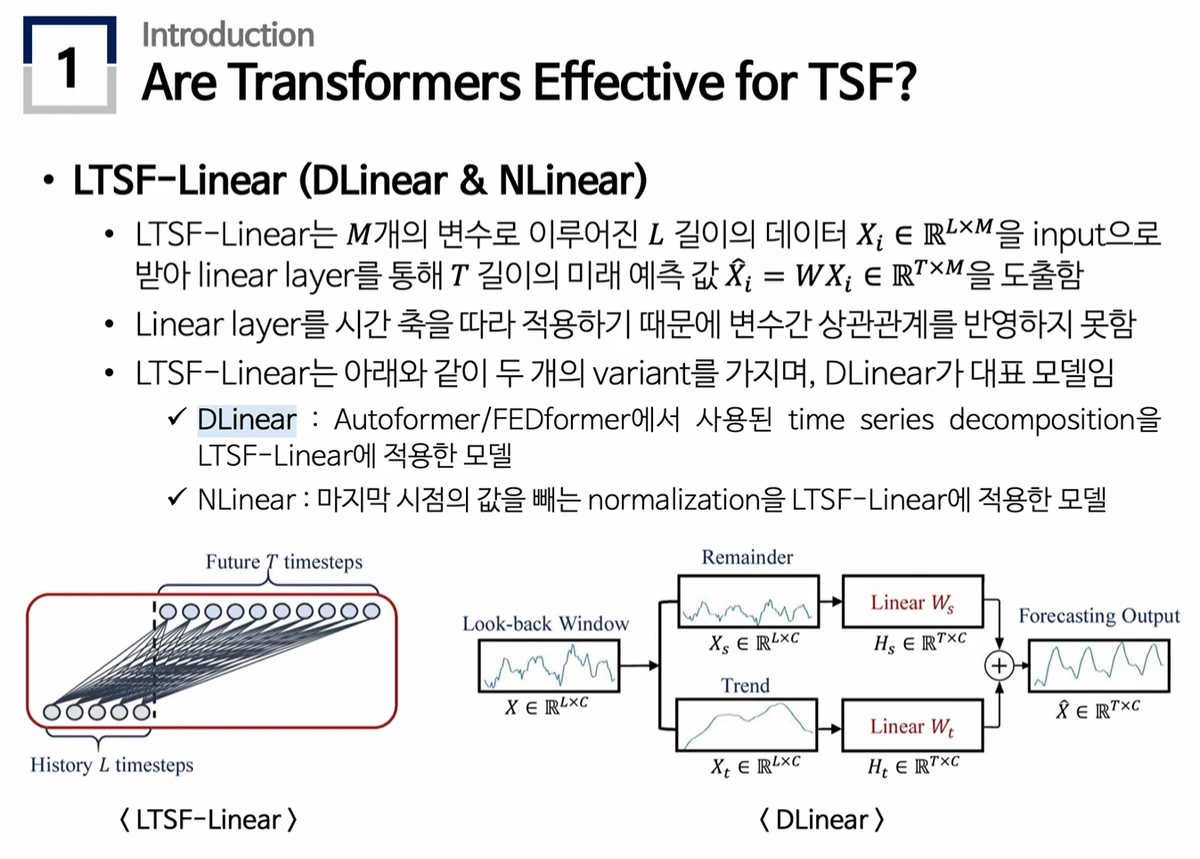 1
Introduction
Are Transformers Effective for TSF?
• LTSF-Linear (DLinear & NLinear)
• LTSF-Linear는 M개의 변수로 이루어진 L 길이의 데이터 Xᵢ ∈ ℝ^{L×M}을 input으로
받아 linear layer를 통해 T 길이의 미래 예측 값 X̂ᵢ = WXᵢ ∈ ℝ^{T×M}을 도출함
• Linear layer를 시간 축을 따라 적용하기 때문에 변수간 상관관계를 반영하지 못함
• LTSF-Linear는 아래와 같이 두 개의 variant를 가지며, DLinear가 대표 모델임
✓ DLinear : Autoformer/FEDformer에서 사용된 time series decomposition을
LTSF-Linear에 적용한 모델
✓ NLinear : 마지막 시점의 값을 빼는 normalization을 LTSF-Linear에 적용한 모델
Future T timesteps
History L timesteps
〈 LTSF-Linear 〉
Look-back Window
X ∈ ℝ^{L×C}
Remainder
X_s ∈ ℝ^{L×C}
Linear W_s
H_s ∈ ℝ^{T×C}
Trend
X_t ∈ ℝ^{L×C}
Linear W_t
H_t ∈ ℝ^{T×C}
+
Forecasting Output
X̂ ∈ ℝ^{T×C}
〈 DLinear 〉